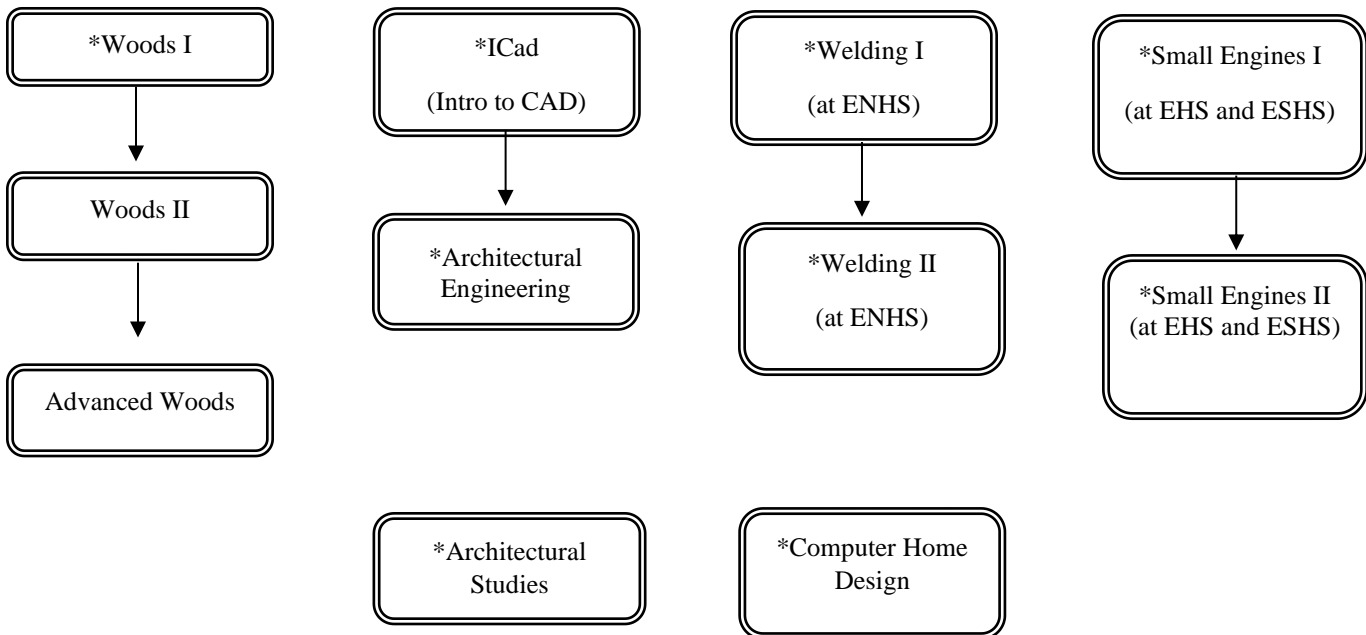 *Woods I
*ICad
(Intro to CAD)
*Welding I
(at ENHS)
*Small Engines I
(at EHS and ESHS)
Woods II
*Architectural
Engineering
*Welding II
(at ENHS)
*Small Engines II
(at EHS and ESHS)
Advanced Woods
*Architectural
Studies
*Computer Home
Design